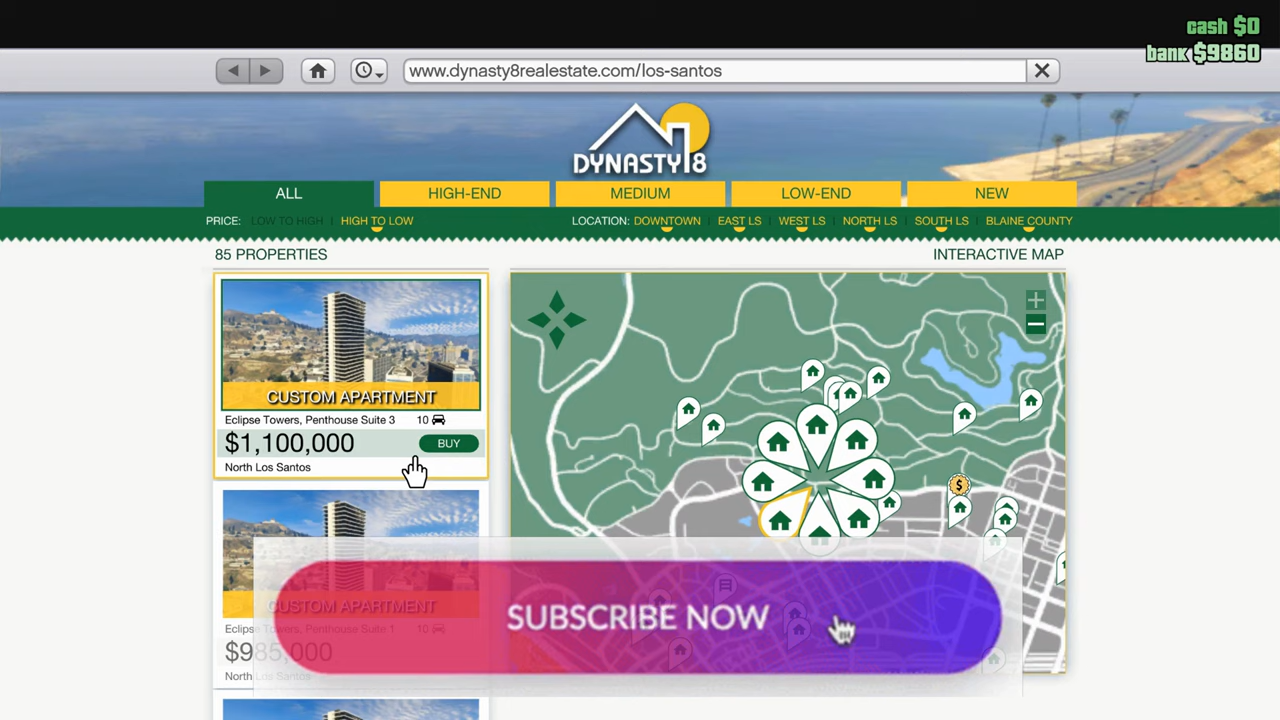 cash $0
bank $9860
www.dynasty8realestate.com/los-santos
DYNASTY 8
ALL
HIGH-END
MEDIUM
LOW-END
NEW
PRICE: LOW TO HIGH | HIGH TO LOW
LOCATION: DOWNTOWN | EAST LS | WEST LS | NORTH LS | SOUTH LS | BLAINE COUNTY
85 PROPERTIES
INTERACTIVE MAP
CUSTOM APARTMENT
Eclipse Towers, Penthouse Suite 3 10
$1,100,000
BUY
North Los Santos
$
CUSTOM APARTMENT
Eclipse Towers, Penthouse Suite 1 10
$985,000
North Los Santos
SUBSCRIBE NOW